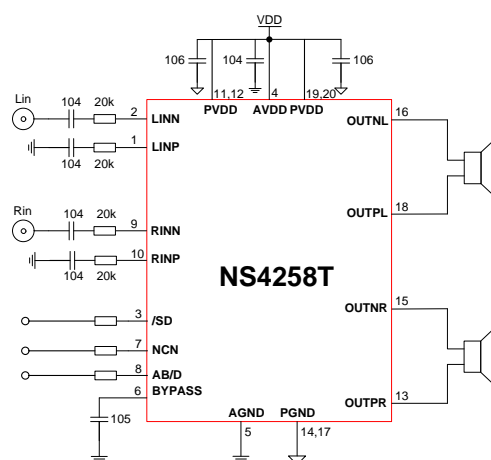 VDD
106
104
106
11,12
4
19,20
PVDD
AVDD
PVDD
Lin
104
20k
2
LINN
OUTNL
16
1
LINP
104
20k
OUTPL
18
Rin
104
20k
9
RINN
10
RINP
104
20k
NS4258T
OUTNR
15
3
/SD
7
NCN
8
AB/D
6
BYPASS
OUTPR
13
105
AGND
PGND
5
14,17